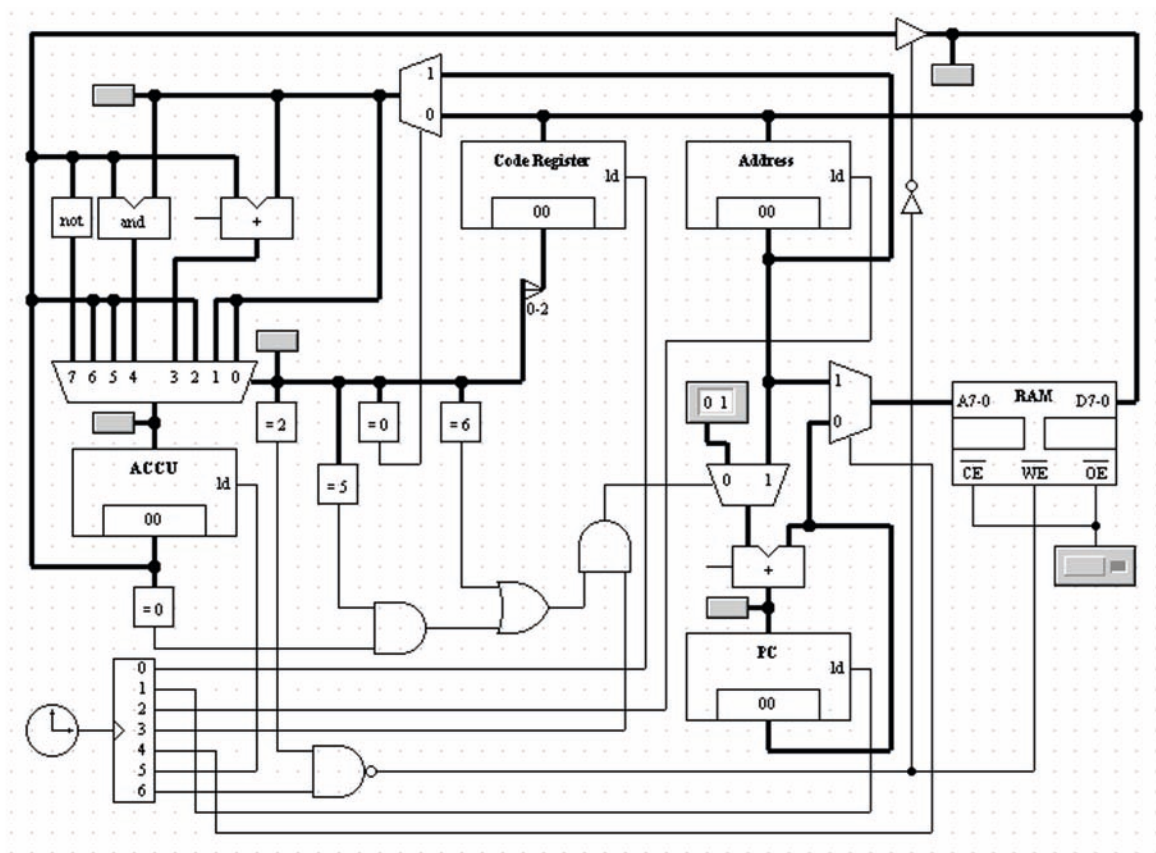 1
0
Code Register
ld
00
Address
ld
00
not
and
+
0-2
7 6 5 4 3 2 1 0
= 2
= 0
= 6
= 5
0 1
1
0
A7-0 RAM D7-0
CE WE OE
ACCU
ld
00
0 1
+
= 0
PC
ld
00
0
1
2
3
4
5
6